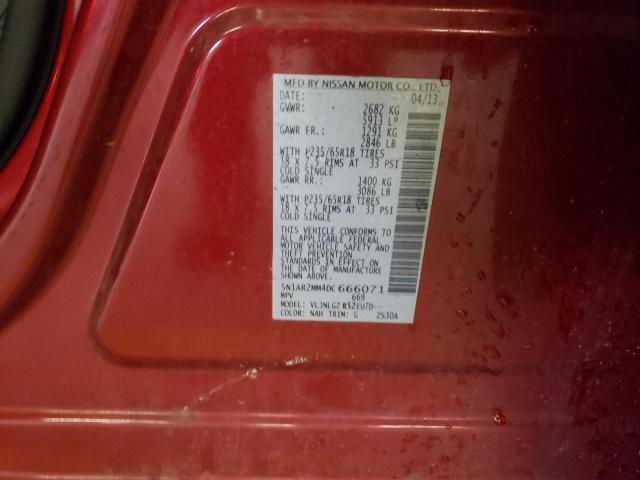 MFD BY NISSAN MOTOR CO., LTD.
DATE: 04/13
GVWR: 2682 KG
5913 LB
GAWR FR.: 1291 KG
2846 LB
WITH P235/65R18 TIRES
18 X 7.5 RIMS AT 33 PSI
COLD SINGLE
GAWR RR.: 1400 KG
3086 LB
WITH P235/65R18 TIRES
18 X 7.5 RIMS AT 33 PSI
COLD SINGLE
THIS VEHICLE CONFORMS TO
ALL APPLICABLE FEDERAL
MOTOR VEHICLE SAFETY AND
THEFT PREVENTION
STANDARDS IN EFFECT ON
THE DATE OF MANUFACTURE
SHOWN ABOVE.
5N1AR2MM4DC666071
MPV 669
MODEL: VLJNLGZ R52EU7D--
COLOR: NAH TRIM: G 2S30A